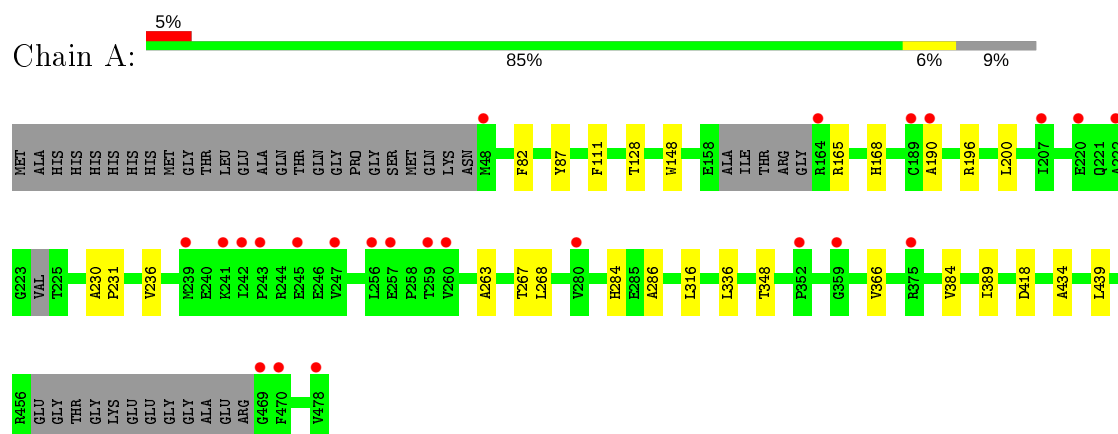 5%
Chain A:
85% 6% 9%
MET ALA HIS HIS HIS HIS HIS HIS MET GLY THR LEU GLU ALA GLN THR GLN GLY PRO GLY SER MET GLN LYS ASN M48 F82 Y87 F111 T128 W148 E158 ALA ILE THR ARG GLY R164 R165 H168 C189 A190 R196 L200 I207 E220 Q221 A222
G223 VAL T225 A230 P231 V236 M239 E240 K241 I242 P243 R244 E245 E246 V247 L256 E257 P258 MET T259 V260 A263 T267 L268 V280 H284 E285 A286 L316 L336 T348 P352 G359 V366 R375 V384 I389 D418 A434 L439
R456 GLU GLY THR GLY LYS GLU GLU GLY GLY ALA GLU ARG G469 F470 V478